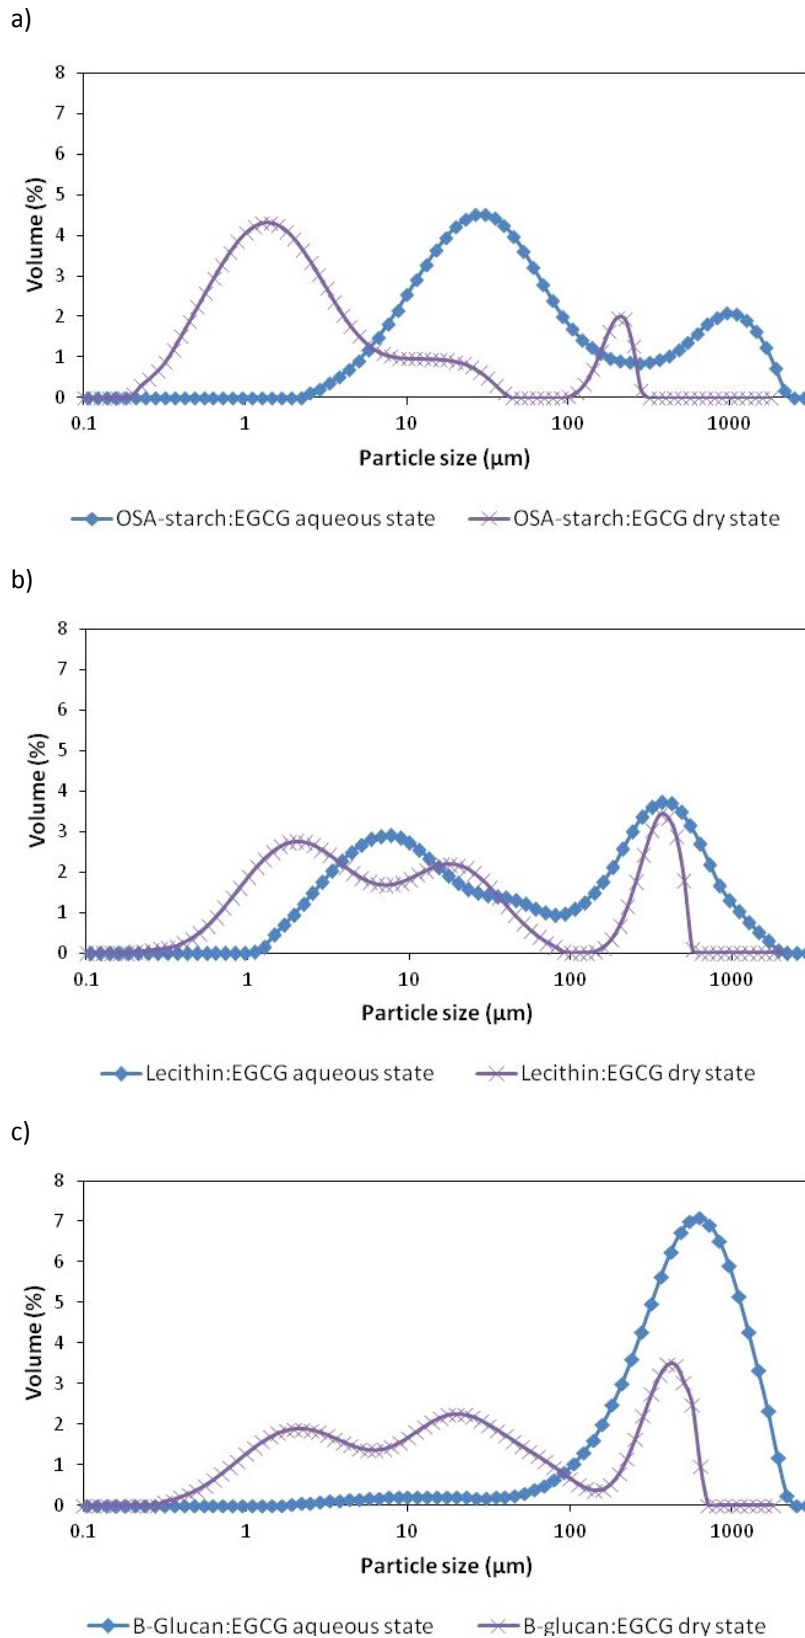 a)
8
7
6
5
4
3
2
1
0
Volume (%)
0.1 1 10 100 1000
Particle size (µm)
OSA-starch:EGCG aqueous state OSA-starch:EGCG dry state
b)
8
7
6
5
4
3
2
1
0
Volume (%)
0.1 1 10 100 1000
Particle size (µm)
Lecithin:EGCG aqueous state Lecithin:EGCG dry state
c)
8
7
6
5
4
3
2
1
0
Volume (%)
0.1 1 10 100 1000
Particle size (µm)
B-Glucan:EGCG aqueous state B-glucan:EGCG dry state